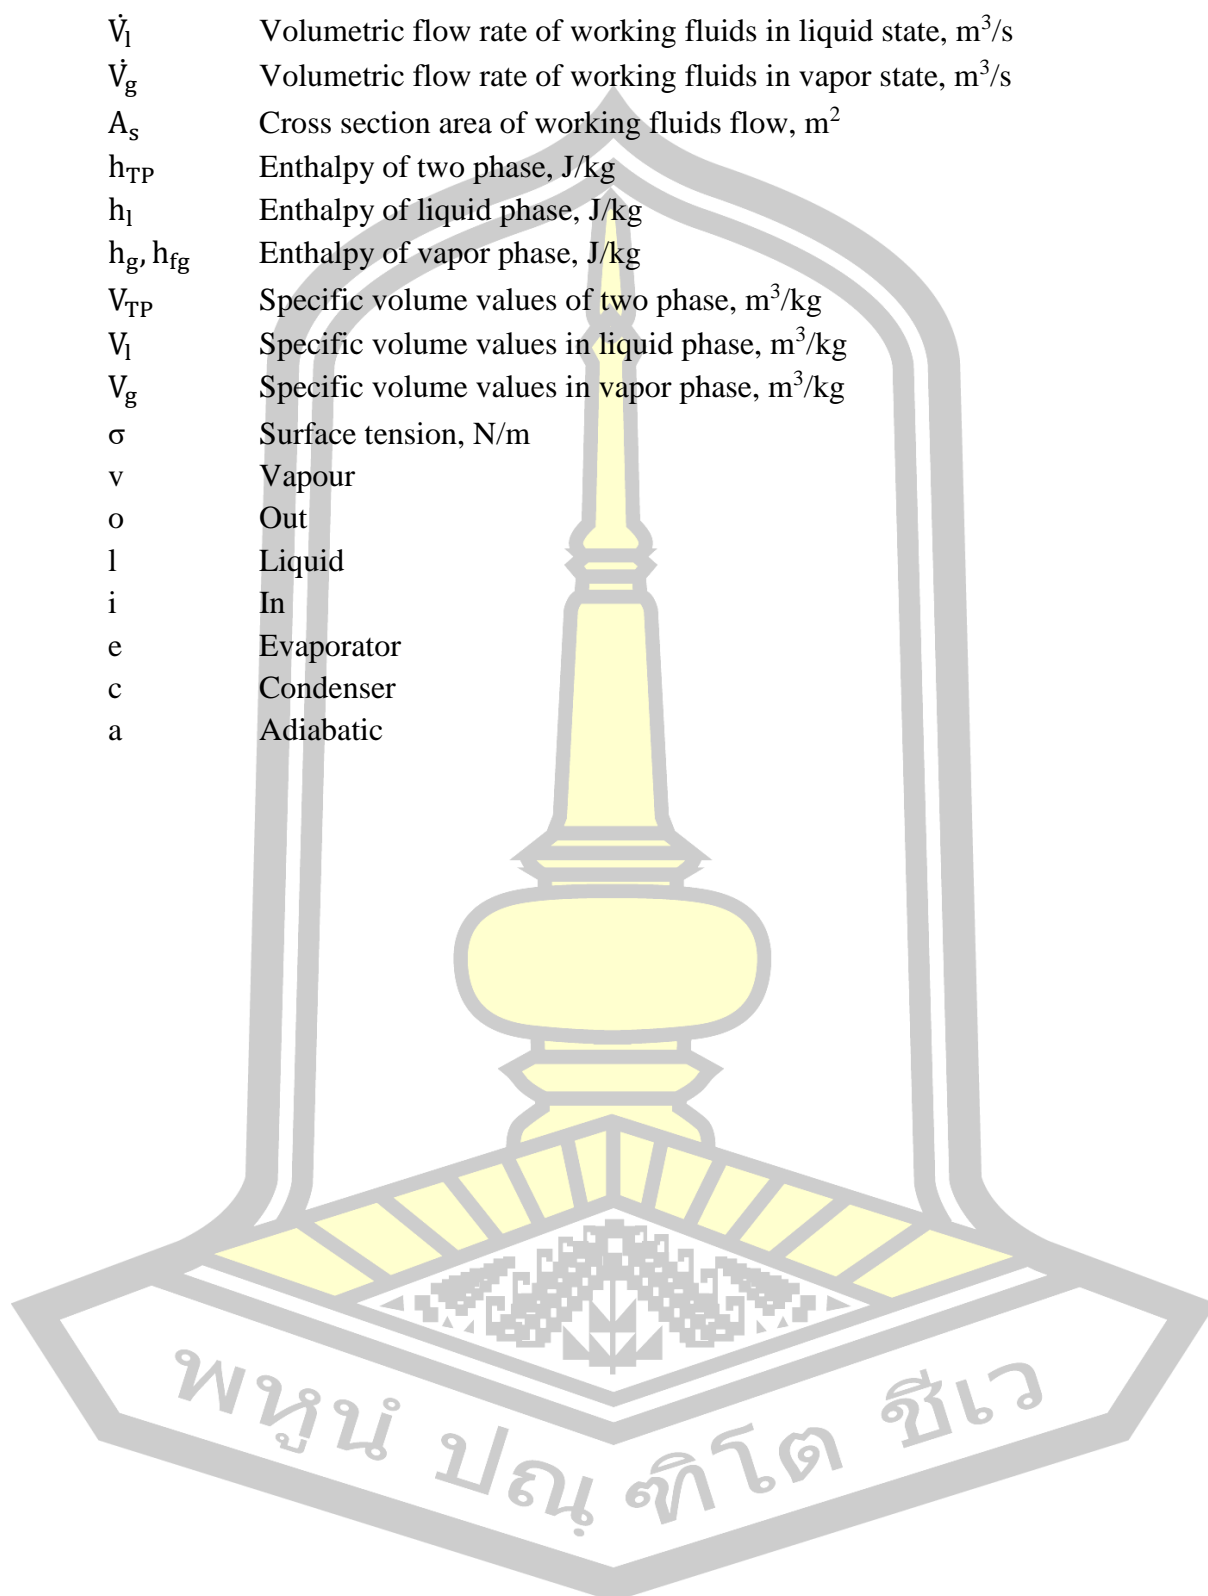 V̇l Volumetric flow rate of working fluids in liquid state, m³/s
V̇g Volumetric flow rate of working fluids in vapor state, m³/s
As Cross section area of working fluids flow, m²
hTP Enthalpy of two phase, J/kg
hl Enthalpy of liquid phase, J/kg
hg, hfg Enthalpy of vapor phase, J/kg
VTP Specific volume values of two phase, m³/kg
Vl Specific volume values in liquid phase, m³/kg
Vg Specific volume values in vapor phase, m³/kg
σ Surface tension, N/m
v Vapour
o Out
l Liquid
i In
e Evaporator
c Condenser
a Adiabatic
พหูนํ ปณฺฑิโต ชีเว